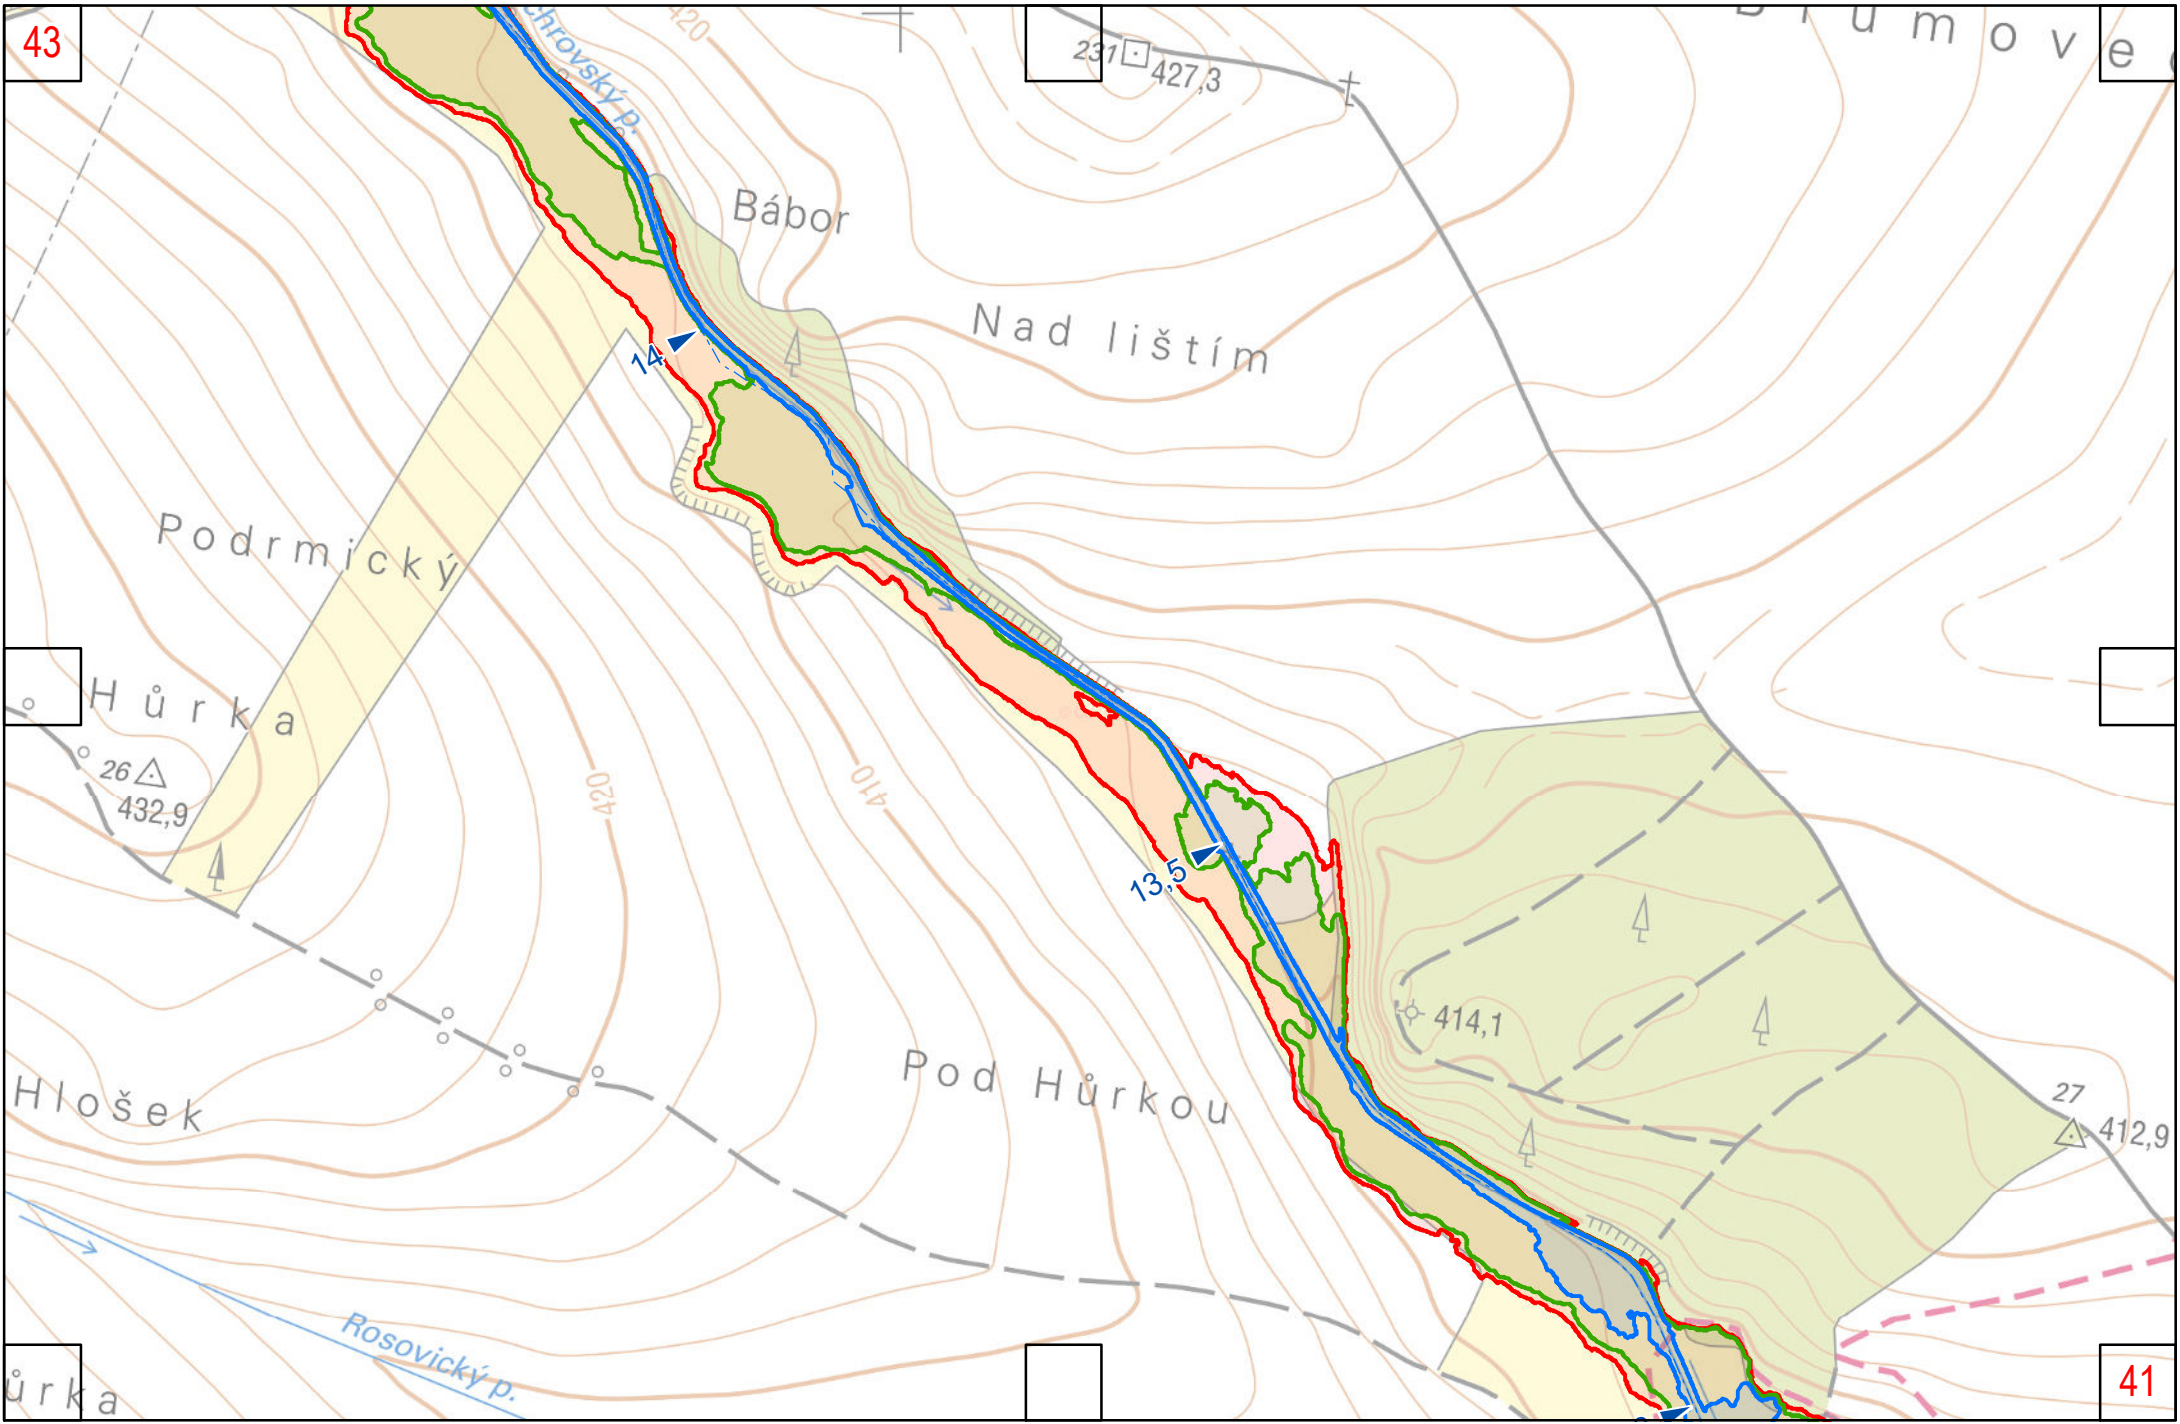 43
420
231
427,3
Bábor
Nad lištím
14
Podrmický
Hůrka
26
432,9
420
410
13,5
414,1
Pod Hůrkou
Hlošek
27
412,9
Rosovický p.
41